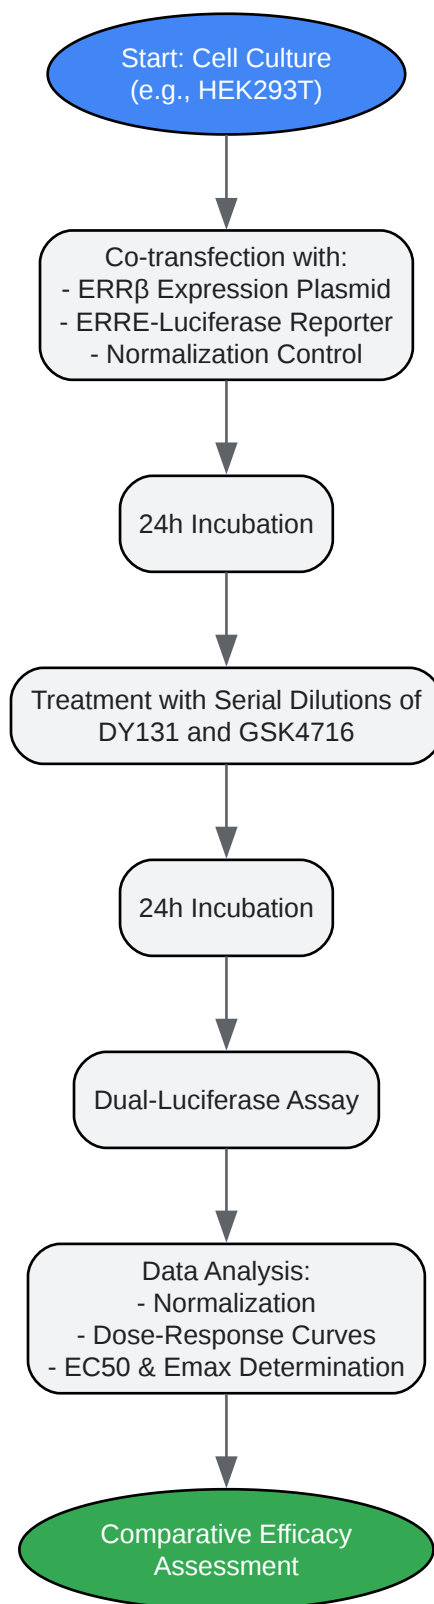 Start: Cell Culture
(e.g., HEK293T)
Co-transfection with:
- ERRβ Expression Plasmid
- ERRE-Luciferase Reporter
- Normalization Control
24h Incubation
Treatment with Serial Dilutions of
DY131 and GSK4716
24h Incubation
Dual-Luciferase Assay
Data Analysis:
- Normalization
- Dose-Response Curves
- EC50 & Emax Determination
Comparative Efficacy
Assessment